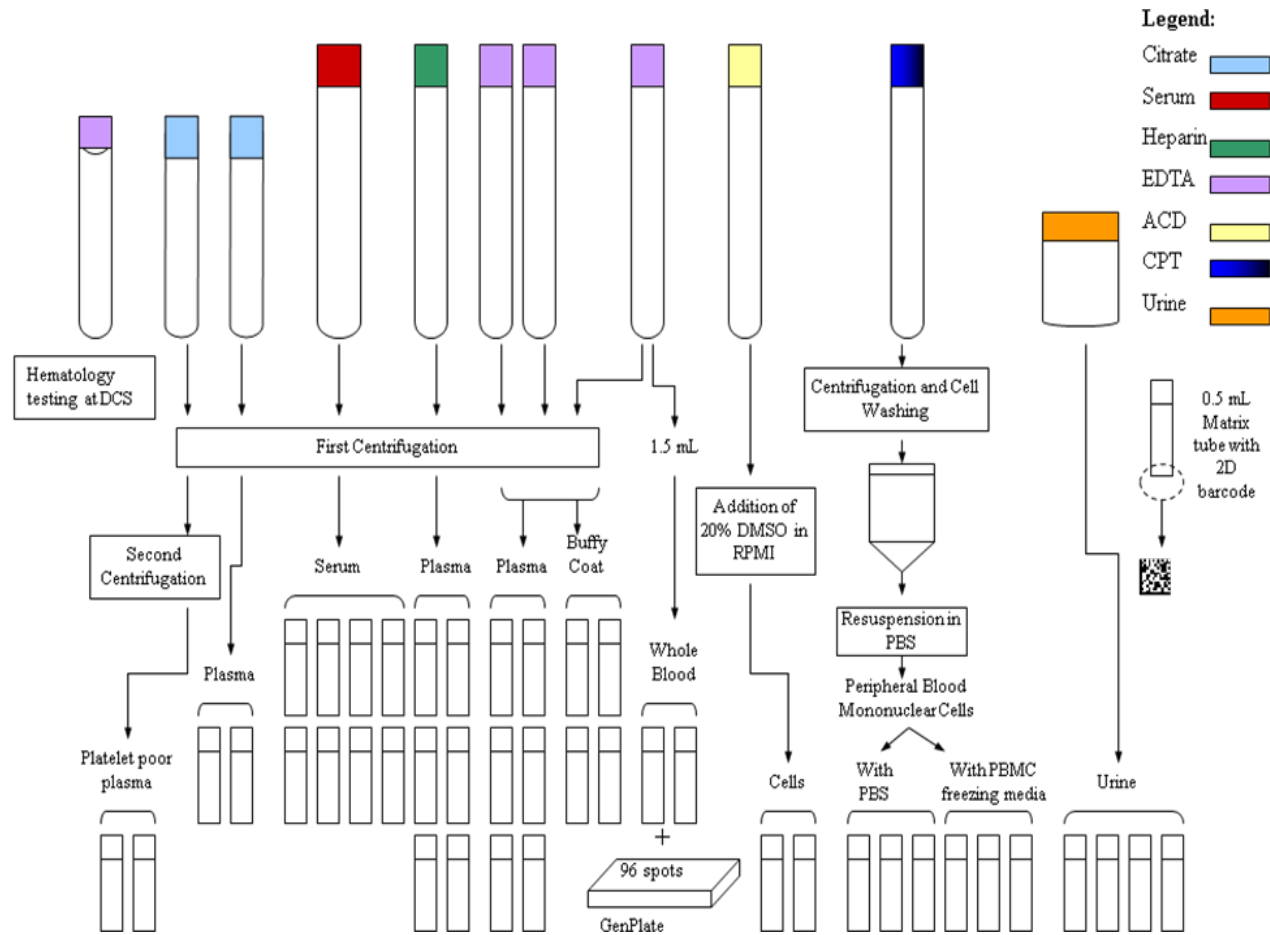 Legend:
Citrate
Serum
Heparin
EDTA
ACD
CPT
Urine
Hematology
testing at DCS
Centrifugation and Cell
Washing
0.5 mL
Matrix
tube with
2D
barcode
First Centrifugation
1.5 mL
Addition of
20% DMSO in
RPMI
Second
Centrifugation
Serum
Plasma
Plasma
Buffy
Coat
Resuspension in
PBS
Whole
Blood
Plasma
Peripheral Blood
Mononuclear Cells
Platelet poor
plasma
Cells
With
PBS
With PBMC
freezing media
Urine
+
96 spots
GenPlate